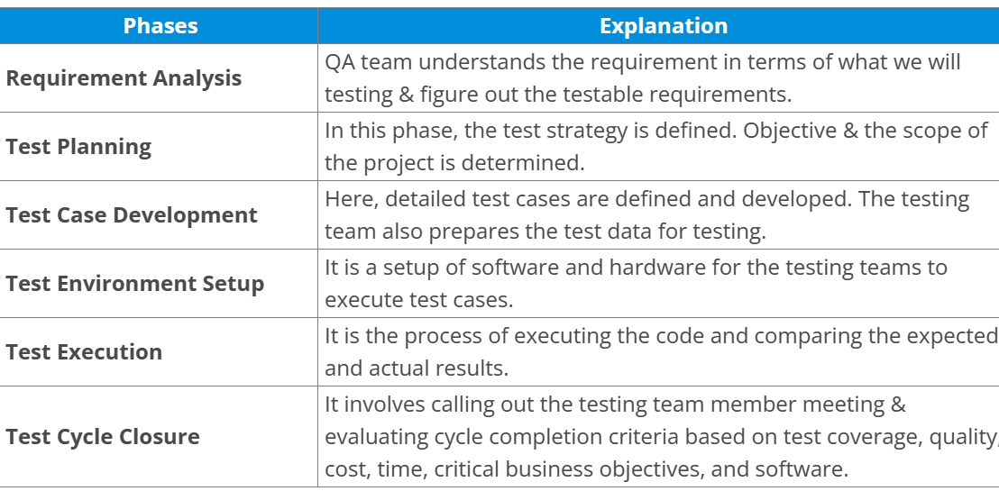 Phases Explanation
Requirement Analysis
QA team understands the requirement in terms of what we will
testing & figure out the testable requirements.
Test Planning
In this phase, the test strategy is defined. Objective & the scope of
the project is determined.
Test Case Development
Here, detailed test cases are defined and developed. The testing
team also prepares the test data for testing.
Test Environment Setup
It is a setup of software and hardware for the testing teams to
execute test cases.
Test Execution
It is the process of executing the code and comparing the expected
and actual results.
Test Cycle Closure
It involves calling out the testing team member meeting &
evaluating cycle completion criteria based on test coverage, quality,
cost, time, critical business objectives, and software.